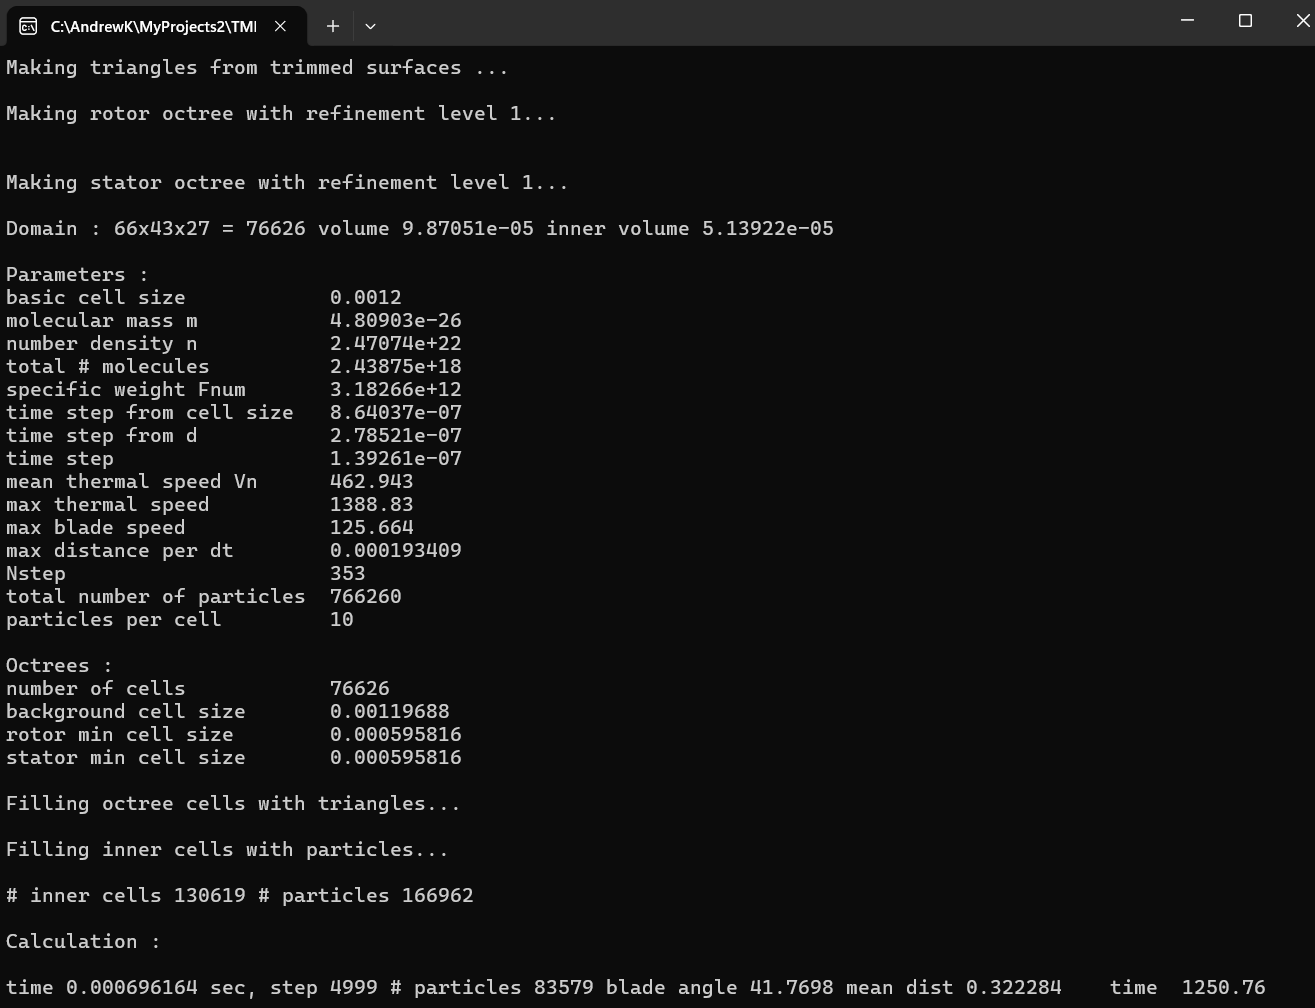 C:\AndrewK\MyProjects2\TMI
Making triangles from trimmed surfaces ...
Making rotor octree with refinement level 1...
Making stator octree with refinement level 1...
Domain : 66x43x27 = 76626 volume 9.87051e-05 inner volume 5.13922e-05
Parameters :
basic cell size 0.0012
molecular mass m 4.80903e-26
number density n 2.47074e+22
total # molecules 2.43875e+18
specific weight Fnum 3.18266e+12
time step from cell size 8.64037e-07
time step from d 2.78521e-07
time step 1.39261e-07
mean thermal speed Vn 462.943
max thermal speed 1388.83
max blade speed 125.664
max distance per dt 0.000193409
Nstep 353
total number of particles 766260
particles per cell 10
Octrees :
number of cells 76626
background cell size 0.00119688
rotor min cell size 0.000595816
stator min cell size 0.000595816
Filling octree cells with triangles...
Filling inner cells with particles...
# inner cells 130619 # particles 166962
Calculation :
time 0.000696164 sec, step 4999 # particles 83579 blade angle 41.7698 mean dist 0.322284 time 1250.76